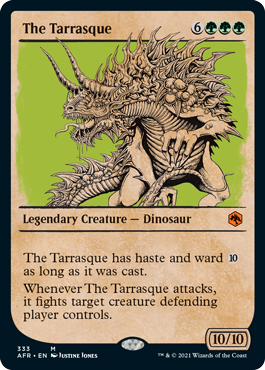 The Tarrasque 6
Legendary Creature — Dinosaur
The Tarrasque has haste and ward 10
as long as it was cast.
Whenever The Tarrasque attacks,
it fights target creature defending
player controls.
10/10
333 M
AFR • EN Justine Jones
™ & © 2021 Wizards of the Coast